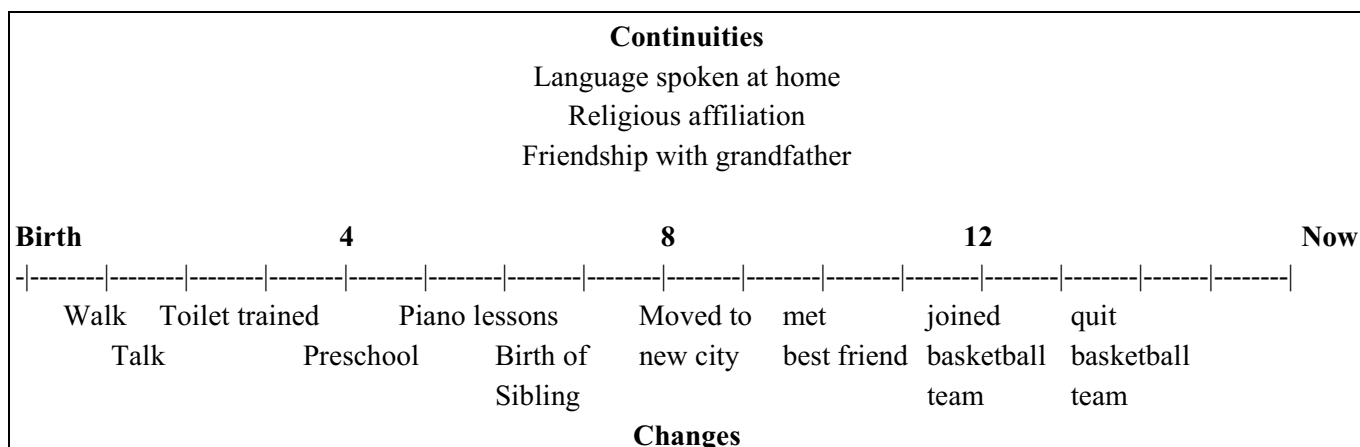 Continuities
Language spoken at home
Religious affiliation
Friendship with grandfather
Birth 4 8 12 Now
-|--------|--------|--------|--------|--------|--------|--------|--------|--------|--------|--------|--------|--------|--------|-------|--------|
Walk Toilet trained Piano lessons Moved to met joined quit
Talk Preschool Birth of new city best friend basketball basketball
Sibling team team
Changes